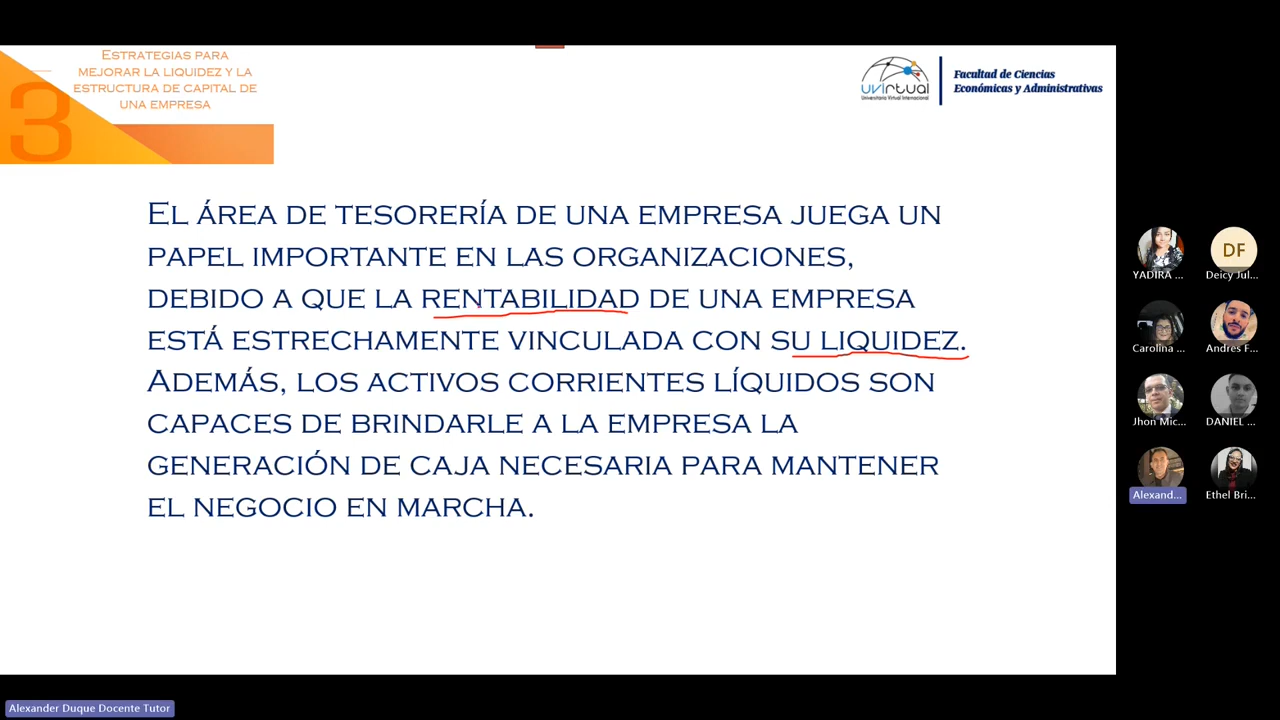 ESTRATEGIAS PARA
MEJORAR LA LIQUIDEZ Y LA
ESTRUCTURA DE CAPITAL DE
UNA EMPRESA
3
uvirtual
Universitaria Virtual Internacional
Facultad de Ciencias
Económicas y Administrativas
EL ÁREA DE TESORERÍA DE UNA EMPRESA JUEGA UN
PAPEL IMPORTANTE EN LAS ORGANIZACIONES,
DEBIDO A QUE LA RENTABILIDAD DE UNA EMPRESA
ESTÁ ESTRECHAMENTE VINCULADA CON SU LIQUIDEZ.
ADEMÁS, LOS ACTIVOS CORRIENTES LÍQUIDOS SON
CAPACES DE BRINDARLE A LA EMPRESA LA
GENERACIÓN DE CAJA NECESARIA PARA MANTENER
EL NEGOCIO EN MARCHA.
DF
YADIRA ...
Deicy Jul...
Carolina ...
Andrés F...
Jhon Mic...
DANIEL ...
Alexand...
Ethel Bri...
Alexander Duque Docente Tutor